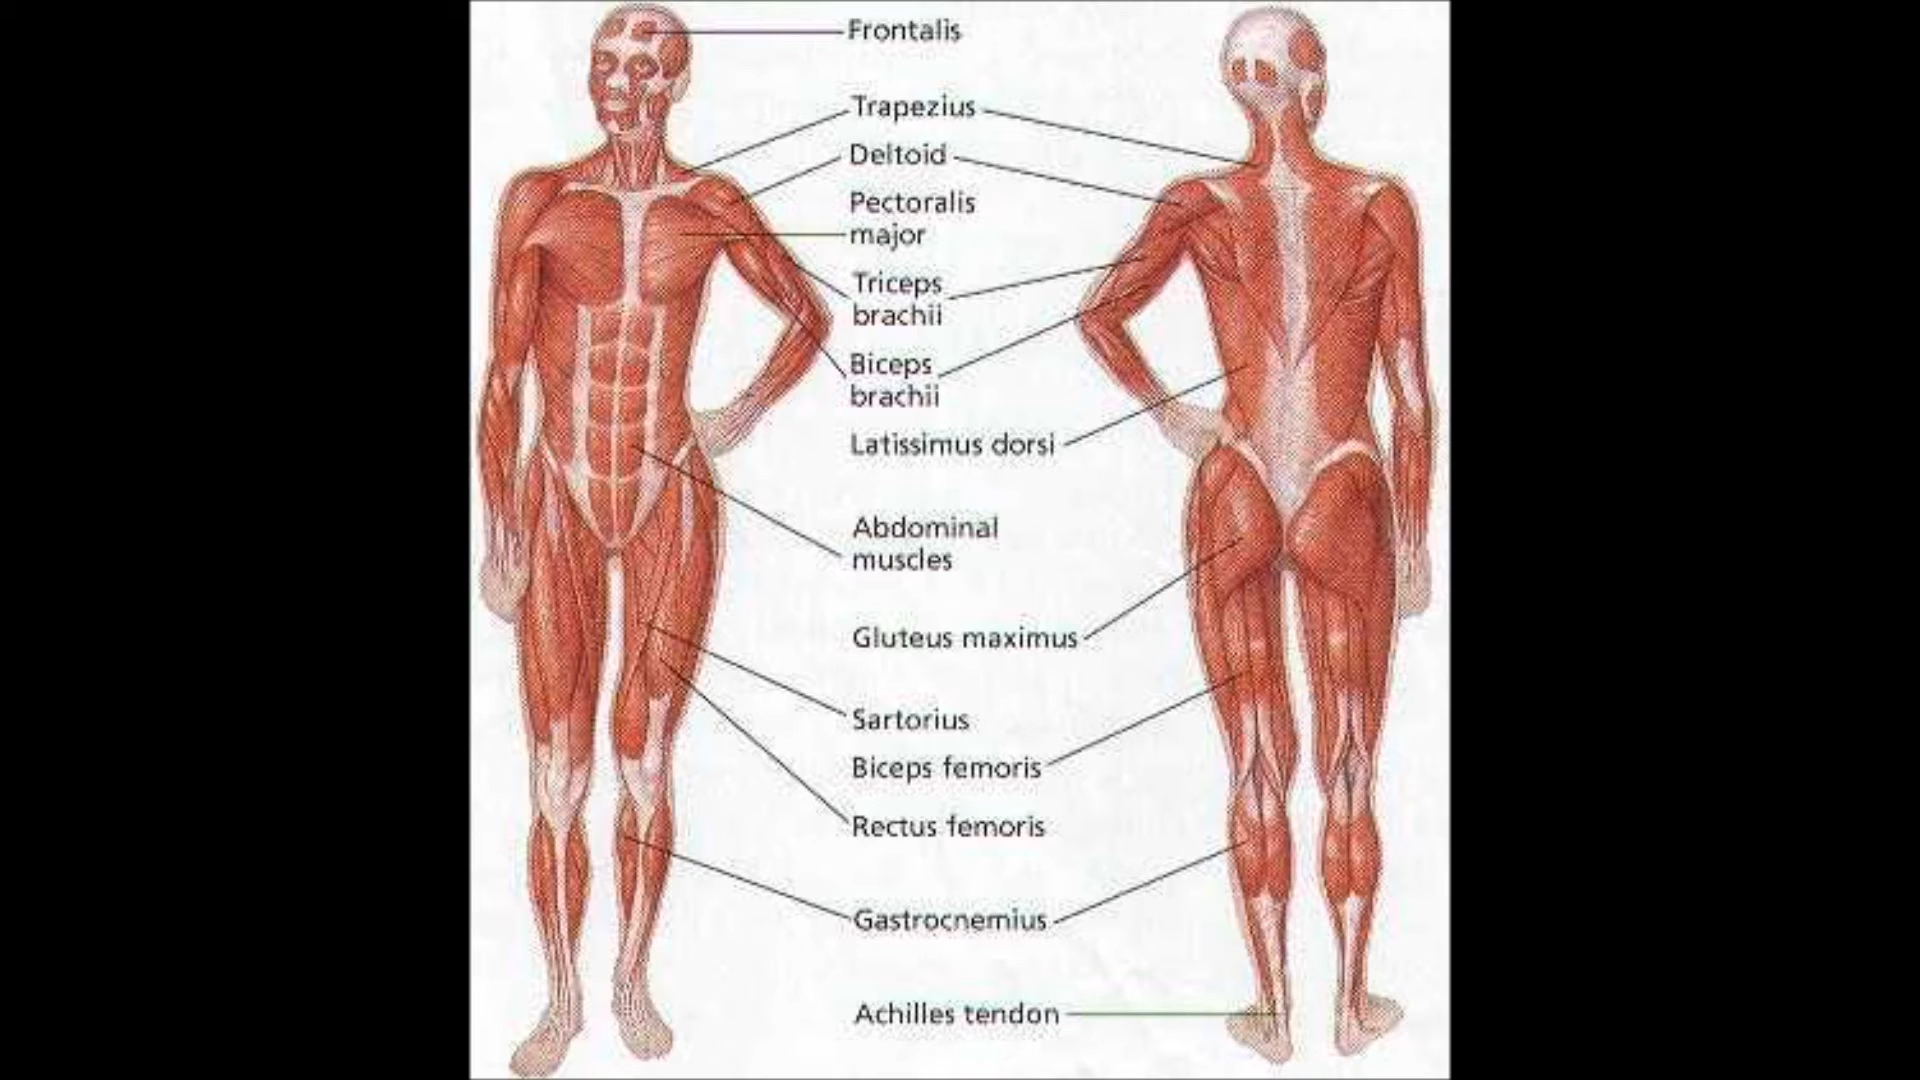 Frontalis
Trapezius
Deltoid
Pectoralis
major
Triceps
brachii
Biceps
brachii
Latissimus dorsi
Abdominal
muscles
Gluteus maximus
Sartorius
Biceps femoris
Rectus femoris
Gastrocnemius
Achilles tendon